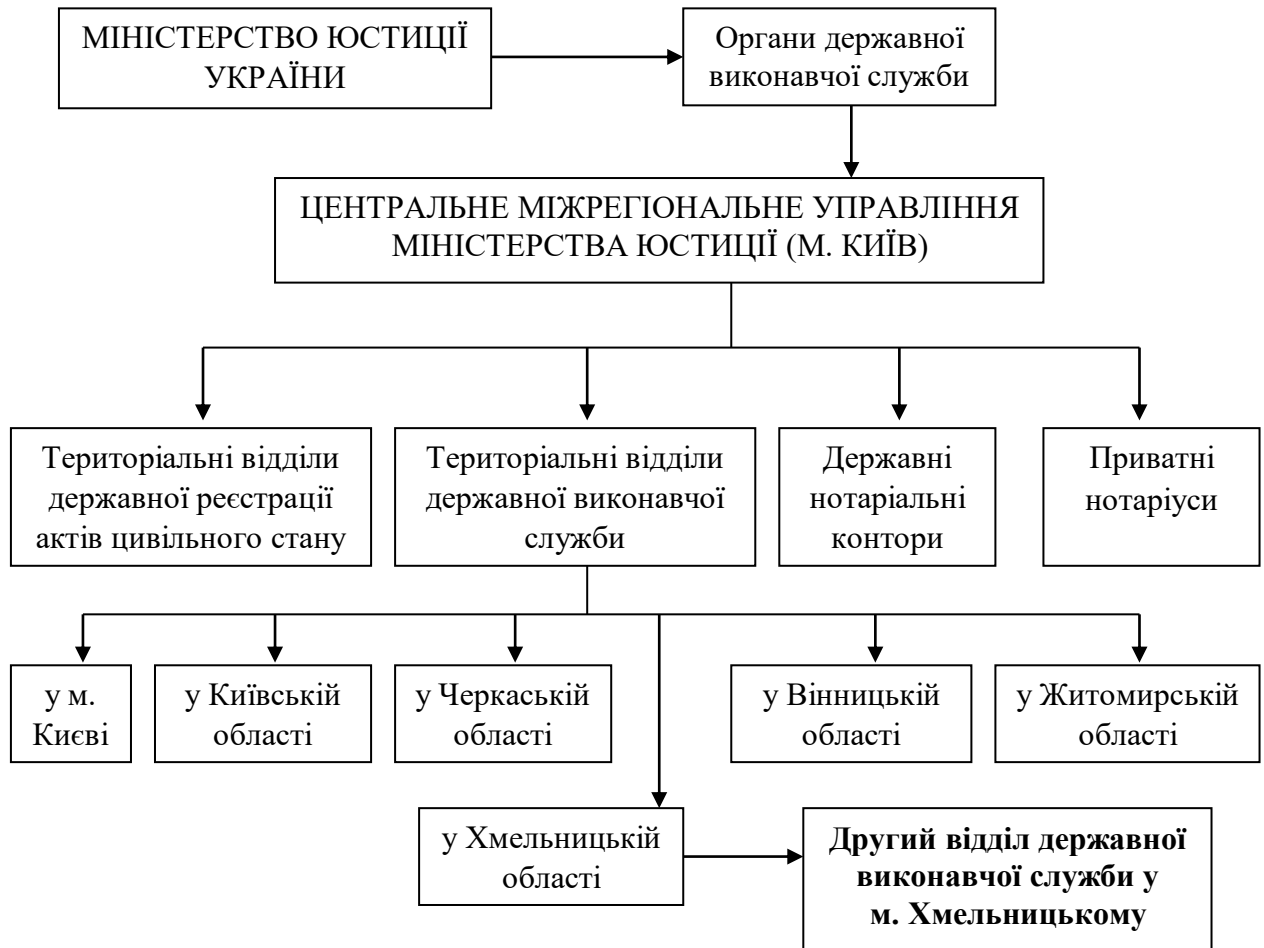 МІНІСТЕРСТВО ЮСТИЦІЇ
УКРАЇНИ
Органи державної
виконавчої служби
ЦЕНТРАЛЬНЕ МІЖРЕГІОНАЛЬНЕ УПРАВЛІННЯ
МІНІСТЕРСТВА ЮСТИЦІЇ (М. КИЇВ)
Територіальні відділи
державної реєстрації
актів цивільного стану
Територіальні відділи
державної виконавчої
служби
Державні
нотаріальні
контори
Приватні
нотаріуси
у м.
Києві
у Київській
області
у Черкаській
області
у Вінницькій
області
у Житомирській
області
у Хмельницькій
області
Другий відділ державної
виконавчої служби у
м. Хмельницькому